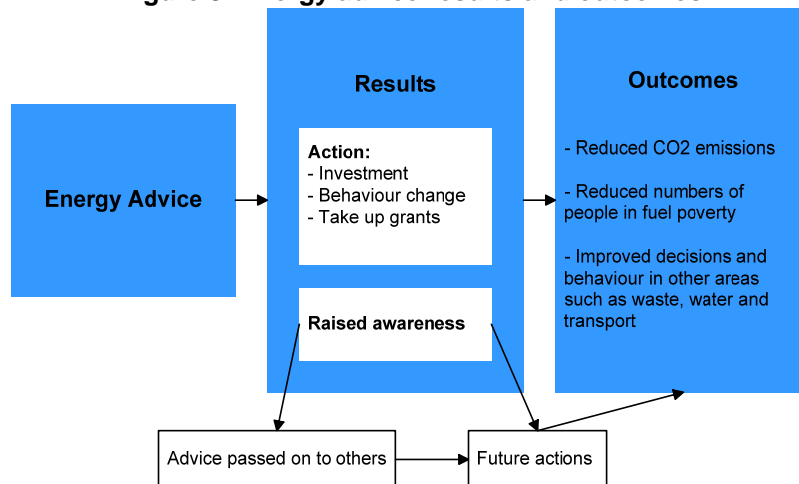 Energy Advice
Results
Action:
- Investment
- Behaviour change
- Take up grants
Raised awareness
Outcomes
- Reduced CO2 emissions
- Reduced numbers of
people in fuel poverty
- Improved decisions and
behaviour in other areas
such as waste, water and
transport
Advice passed on to others
Future actions